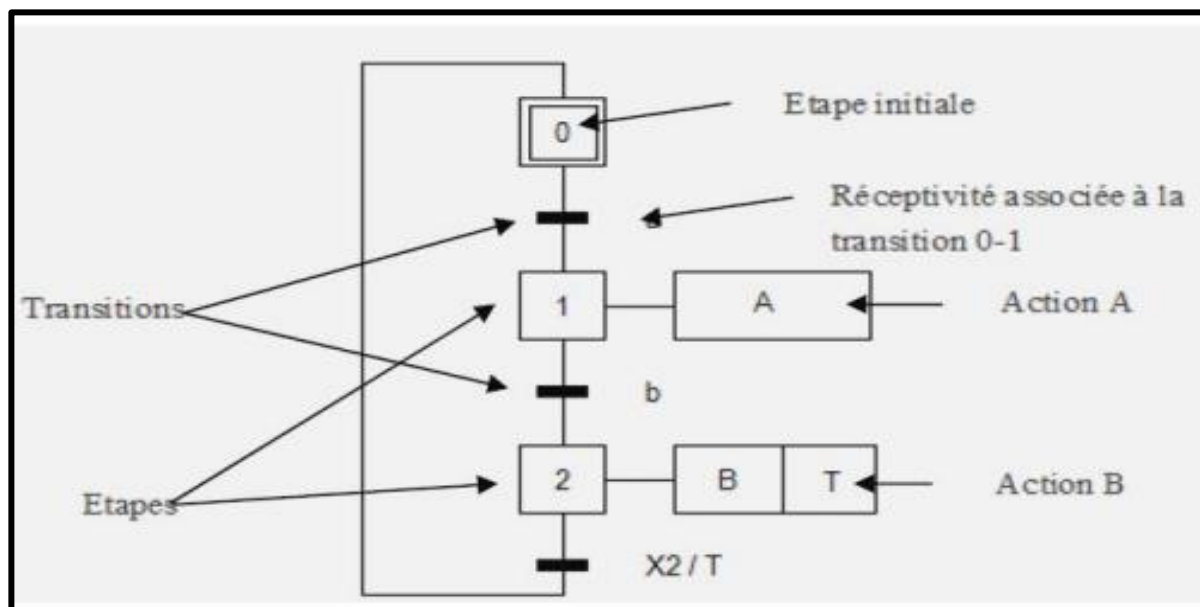 Etape initiale
0
Réceptivité associée à la
transition 0-1
Transitions
1
A
Action A
b
Etapes
2
B
T
Action B
X2 / T